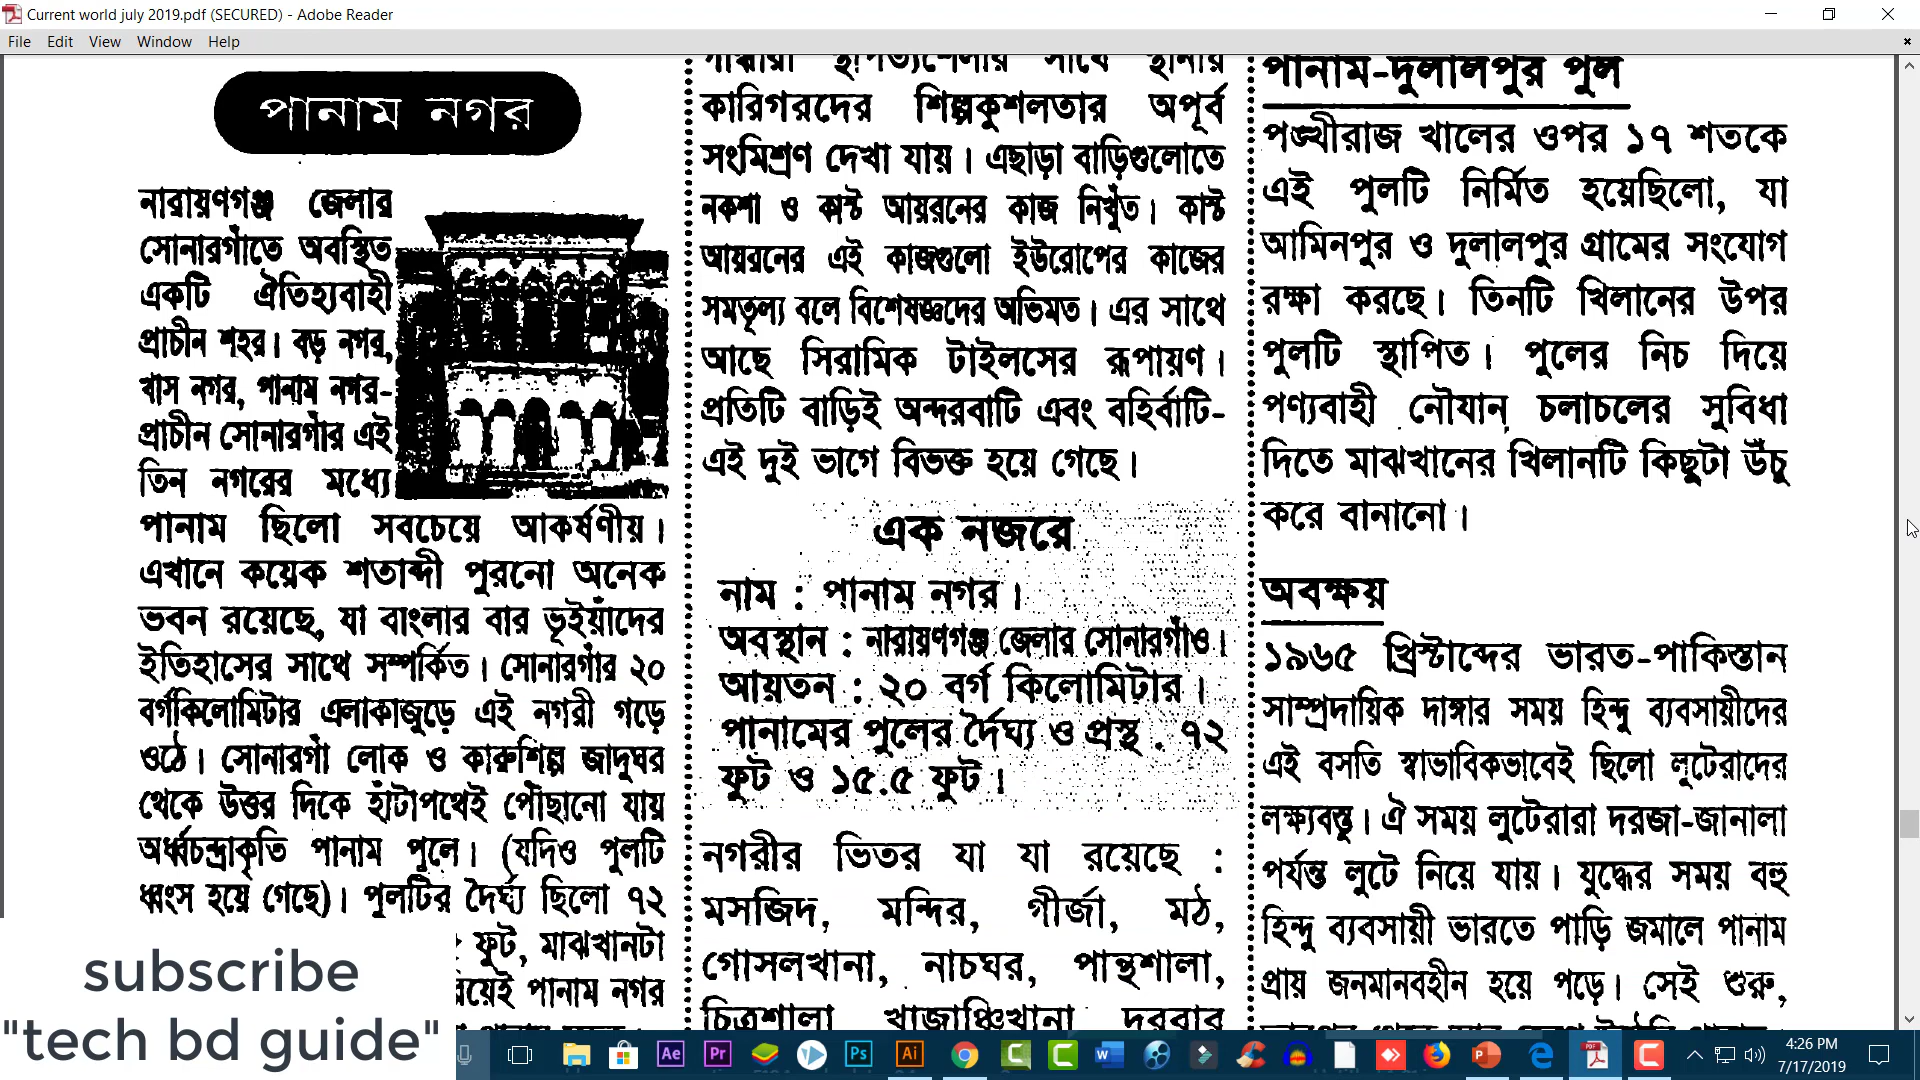 Current world july 2019.pdf (SECURED) - Adobe Reader
File Edit View Window Help
পানাম নগর
নারায়ণগঞ্জ জেলার
সোনারগাঁতে অবস্থিত
একটি ঐতিহ্যবাহী
প্রাচীন শহর। বড় নগর,
খাস নগর, পানাম নগর-
প্রাচীন সোনারগাঁর এই
তিন নগরের মধ্যে
পানাম ছিলো সবচেয়ে আকর্ষণীয়।
এখানে কয়েক শতাব্দী পুরনো অনেক
ভবন রয়েছে, যা বাংলার বার ভূইয়াঁদের
ইতিহাসের সাথে সম্পর্কিত। সোনারগাঁর ২০
বর্গকিলোমিটার এলাকাজুড়ে এই নগরী গড়ে
ওঠে। সোনারগাঁ লোক ও কারুশিল্প জাদুঘর
থেকে উত্তর দিকে হাঁটাপথেই পৌঁছানো যায়
অর্ধ্বচন্দ্রাকৃতি পানাম পুলে। (যদিও পুলটি
ধ্বংস হয়ে গেছে)। পুলটির দৈর্ঘ্য ছিলো ৭২
ফুট, মাঝখানটা
পানাম নগর
কারিগরদের শিল্পকুশলতার অপূর্ব
সংমিশ্রণ দেখা যায়। এছাড়া বাড়িগুলোতে
নকশা ও কাস্ট আয়রনের কাজ নিখুঁত। কাস্ট
আয়রনের এই কাজগুলো ইউরোপের কাজের
সমতূল্য বলে বিশেষজ্ঞদের অভিমত। এর সাথে
আছে সিরামিক টাইলসের রূপায়ণ।
প্রতিটি বাড়িই অন্দরবাটি এবং বহির্বাটি-
এই দুই ভাগে বিভক্ত হয়ে গেছে।
এক নজরে
নাম : পানাম নগর।
অবস্থান : নারায়ণগঞ্জ জেলার সোনারগাঁও।
আয়তন : ২০ বর্গ কিলোমিটার।
পানামের পুলের দৈর্ঘ্য ও প্রস্থ : ৭২
ফুট ও ১৫.৫ ফুট।
নগরীর ভিতর যা যা রয়েছে :
মসজিদ, মন্দির, গীর্জা, মঠ,
গোসলখানা, নাচঘর, পান্থশালা,
চিত্রশালা খাজাঞ্চিখানা দরবার
পানাম-দুলালপুর পুল
পঙ্খীরাজ খালের ওপর ১৭ শতকে
এই পুলটি নির্মিত হয়েছিলো, যা
আমিনপুর ও দুলালপুর গ্রামের সংযোগ
রক্ষা করছে। তিনটি খিলানের উপর
পুলটি স্থাপিত। পুলের নিচ দিয়ে
পণ্যবাহী নৌযান চলাচলের সুবিধা
দিতে মাঝখানের খিলানটি কিছুটা উঁচু
করে বানানো।
অবক্ষয়
১৯৬৫ খ্রিস্টাব্দের ভারত-পাকিস্তান
সাম্প্রদায়িক দাঙ্গার সময় হিন্দু ব্যবসায়ীদের
এই বসতি স্বাভাবিকভাবেই ছিলো লুটেরাদের
লক্ষ্যবস্তু। ঐ সময় লুটেরারা দরজা-জানালা
পর্যন্ত লুটে নিয়ে যায়। যুদ্ধের সময় বহু
হিন্দু ব্যবসায়ী ভারতে পাড়ি জমালে পানাম
প্রায় জনমানবহীন হয়ে পড়ে। সেই শুরু,
subscribe
"tech bd guide"
4:26 PM
7/17/2019